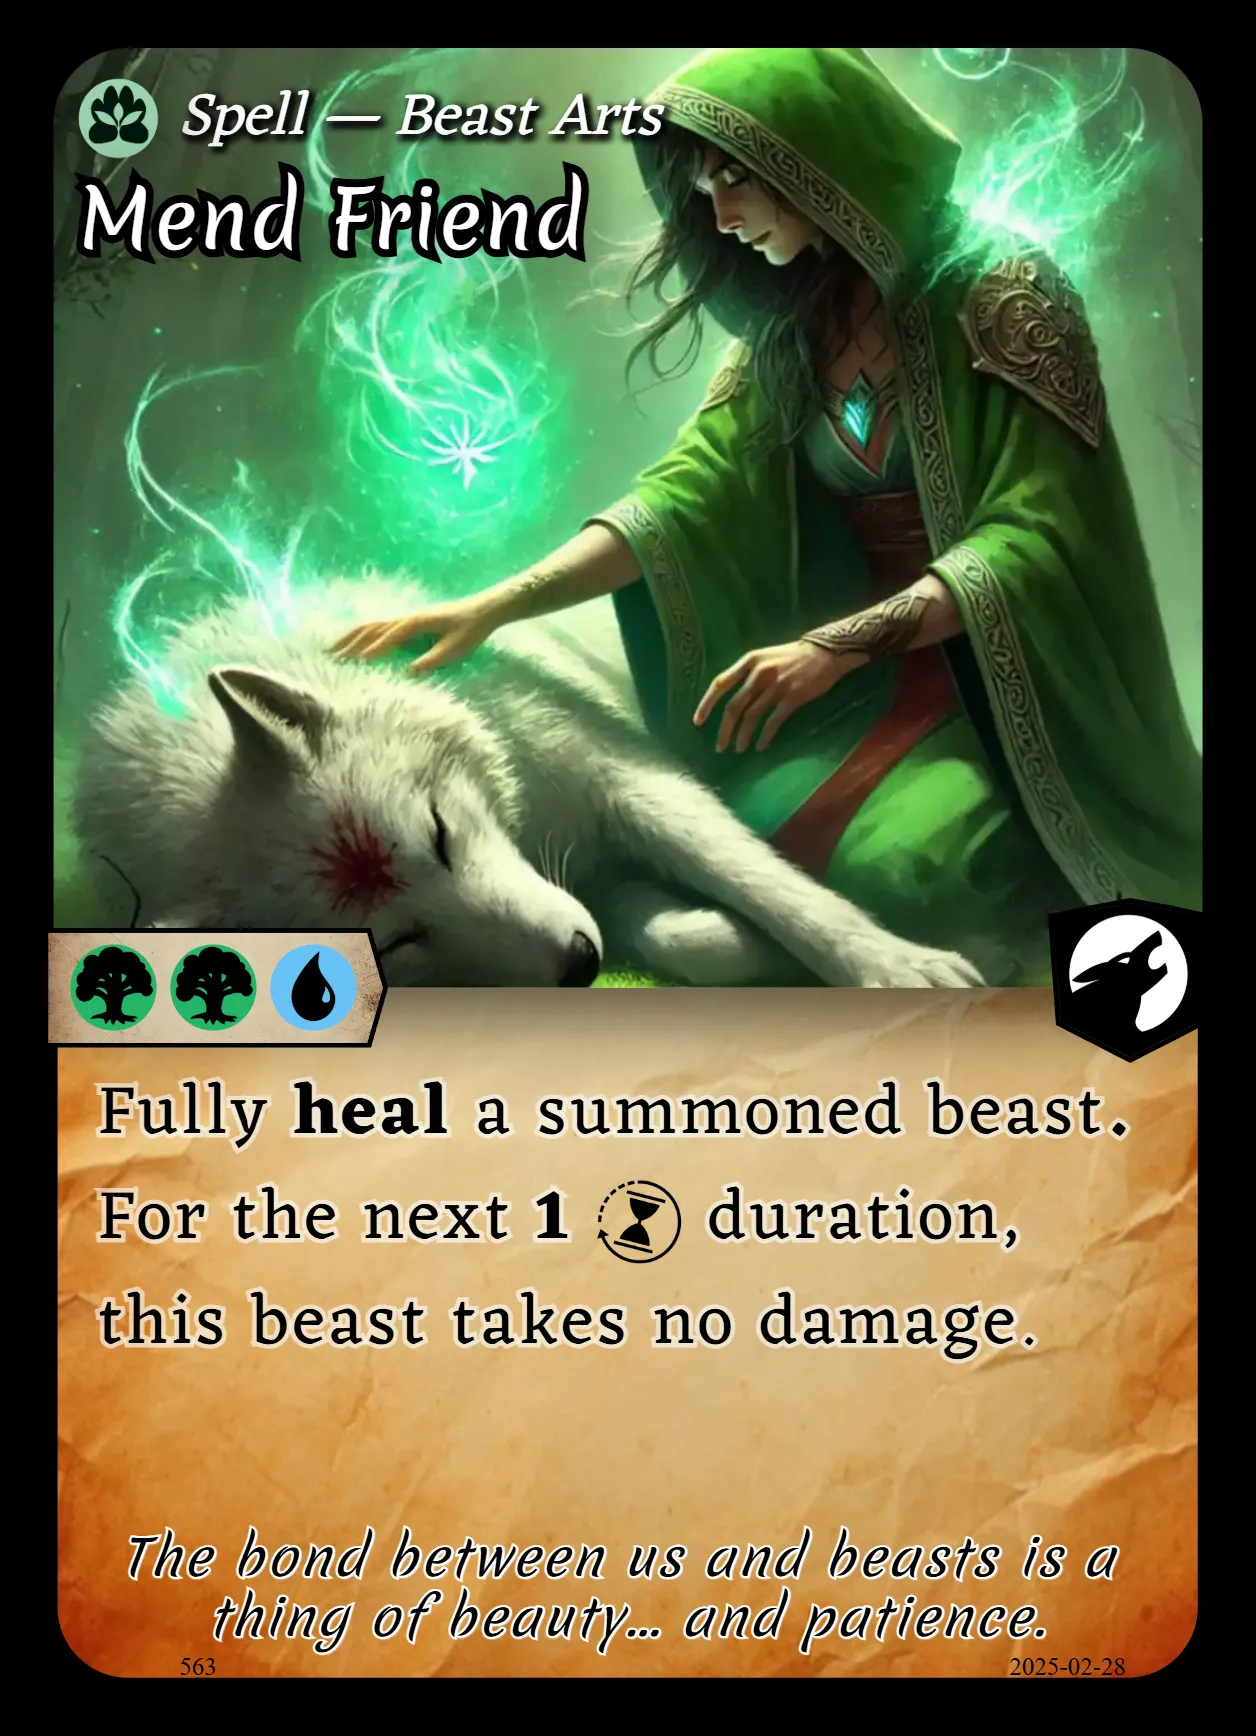 Spell — Beast Arts
Mend Friend
Fully heal a summoned beast.
For the next 1 duration,
this beast takes no damage.
The bond between us and beasts is a
thing of beauty... and patience.
563
2025-02-28